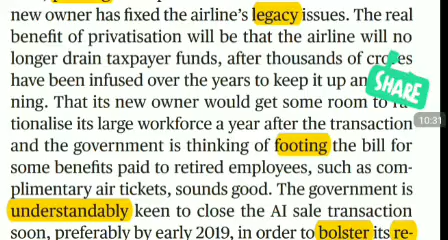 new owner has fixed the airline's legacy issues. The real
benefit of privatisation will be that the airline will no
longer drain taxpayer funds, after thousands of crores
have been infused over the years to keep it up an
ning. That its new owner would get some room to
tionalise its large workforce a year after the transaction
and the government is thinking of footing the bill for
some benefits paid to retired employees, such as com-
plimentary air tickets, sounds good. The government is
understandably keen to close the AI sale transaction
soon, preferably by early 2019, in order to bolster its re-
SHARE
10:31